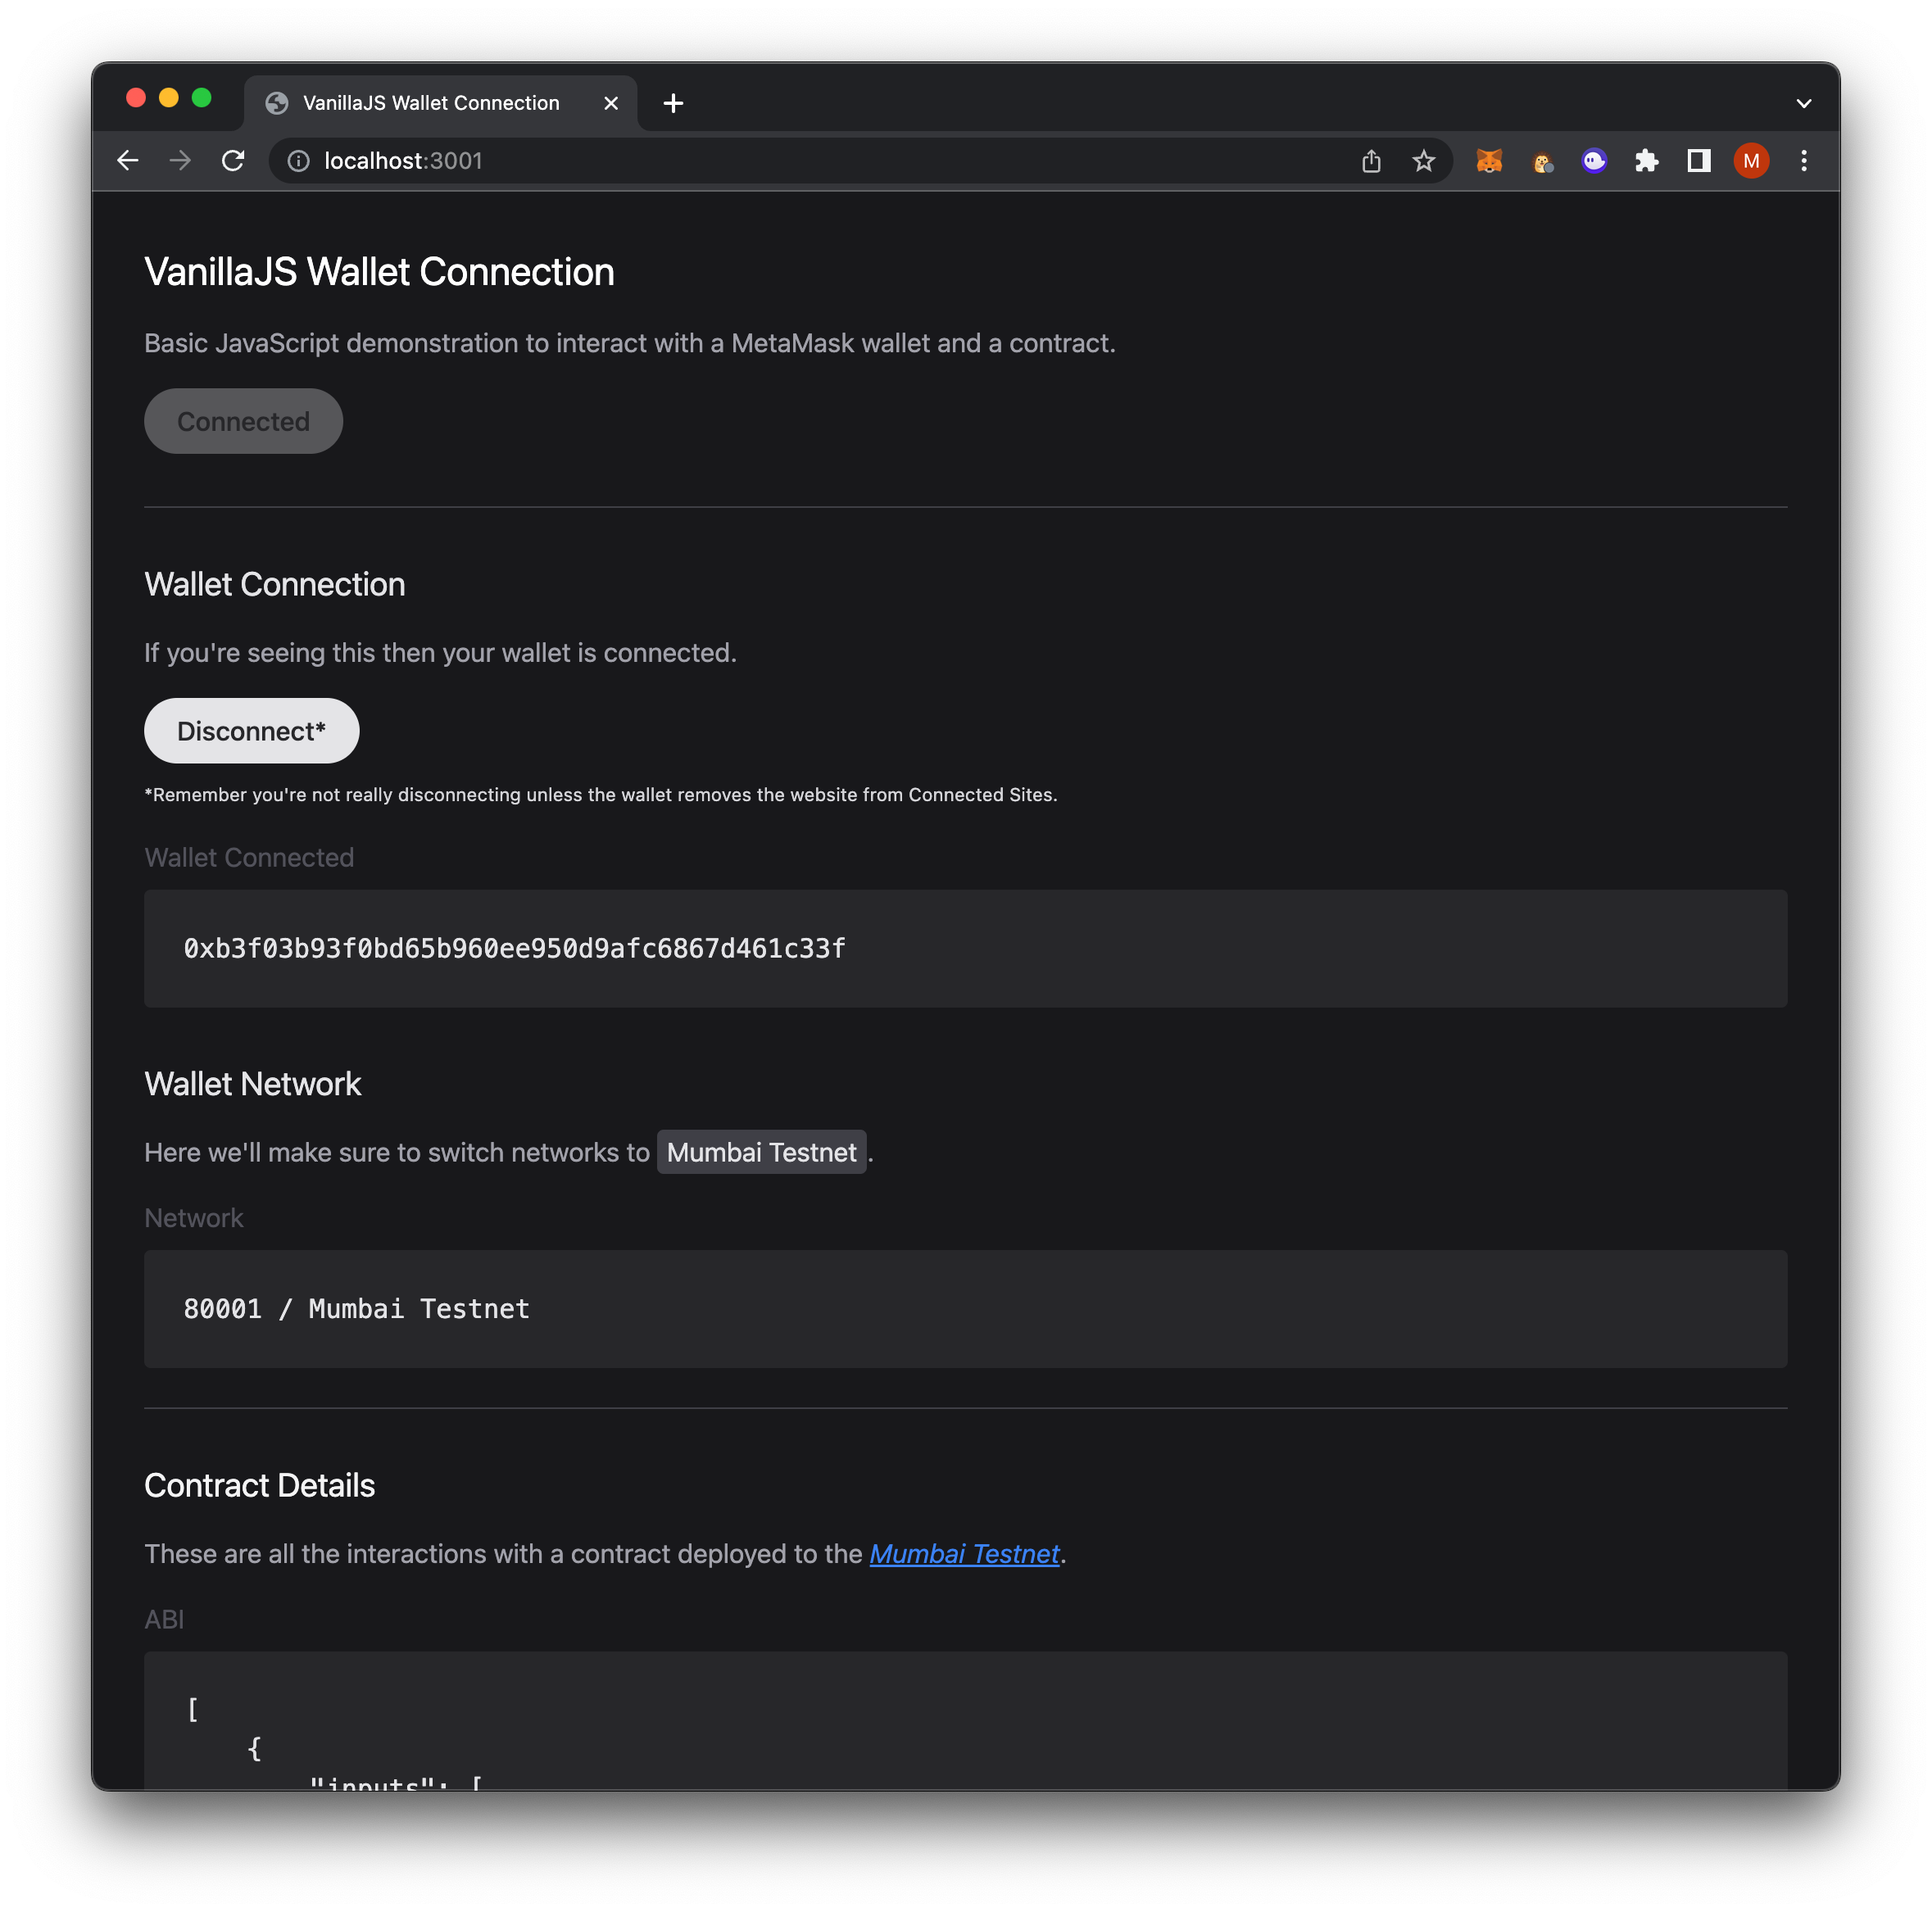 VanillaJS Wallet Connection
localhost:3001
M
VanillaJS Wallet Connection
Basic JavaScript demonstration to interact with a MetaMask wallet and a contract.
Connected
Wallet Connection
If you're seeing this then your wallet is connected.
Disconnect*
*Remember you're not really disconnecting unless the wallet removes the website from Connected Sites.
Wallet Connected
0xb3f03b93f0bd65b960ee950d9afc6867d461c33f
Wallet Network
Here we'll make sure to switch networks to Mumbai Testnet.
Network
80001 / Mumbai Testnet
Contract Details
These are all the interactions with a contract deployed to the Mumbai Testnet.
ABI
[
{
"inputs": [